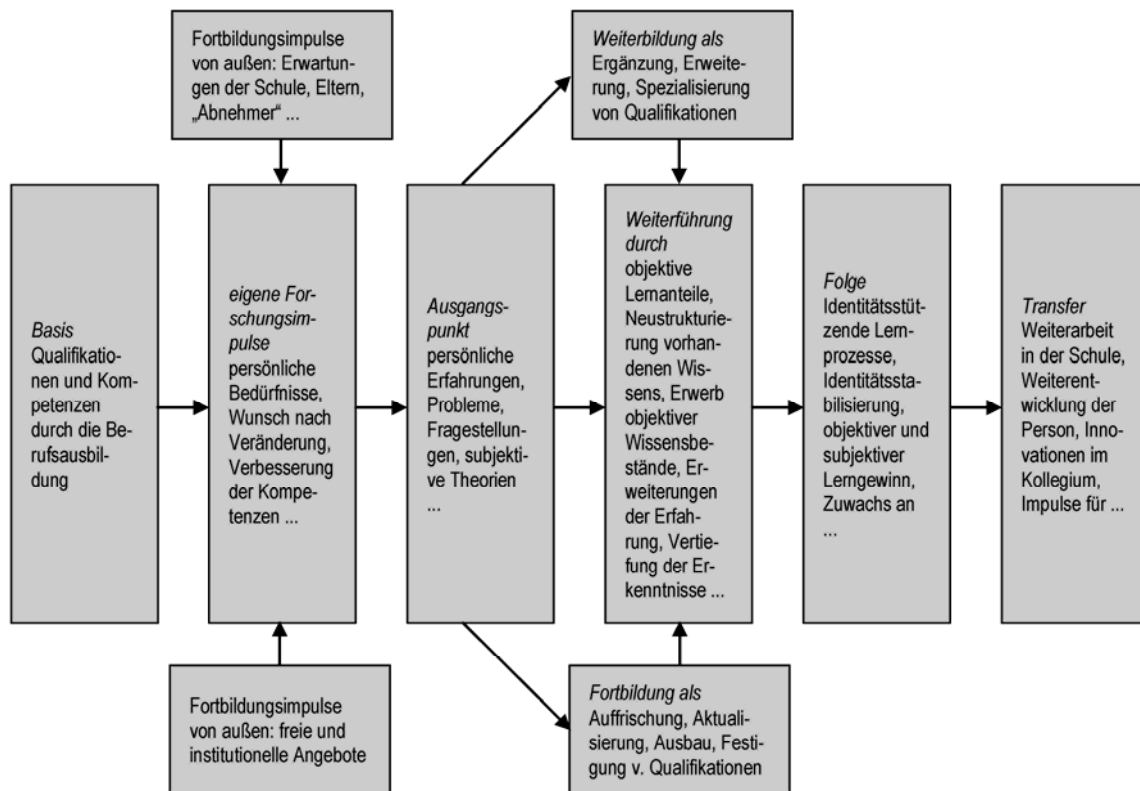 Fortbildungsimpulse
von außen: Erwartun-
gen der Schule, Eltern,
„Abnehmer“ ...
Weiterbildung als
Ergänzung, Erweite-
rung, Spezialisierung
von Qualifikationen
Basis
Qualifikatio-
nen und Kom-
petenzen
durch die Be-
rufsausbil-
dung
eigene For-
schungsim-
pulse
persönliche
Bedürfnisse,
Wunsch nach
Veränderung,
Verbesserung
der Kompe-
tenzen ...
Ausgangs-
punkt
persönliche
Erfahrungen,
Probleme,
Fragestellun-
gen, subjekti-
ve Theorien
...
Weiterführung
durch
objektive
Lernanteile,
Neustrukturie-
rung vorhan-
denen Wis-
sens, Erwerb
objektiver
Wissensbe-
stände, Er-
weiterungen
der Erfah-
rung, Vertie-
fung der Er-
kenntnisse ...
Folge
Identitätsstüt-
zende Lern-
prozesse,
Identitätssta-
bilisierung,
objektiver und
subjektiver
Lerngewinn,
Zuwachs an
...
Transfer
Weiterarbeit
in der Schule,
Weiterent-
wicklung der
Person, Inno-
vationen im
Kollegium,
Impulse für ...
Fortbildungsimpulse
von außen: freie und
institutionelle Angebote
Fortbildung als
Auffrischung, Aktuali-
sierung, Ausbau, Festi-
gung v. Qualifikationen